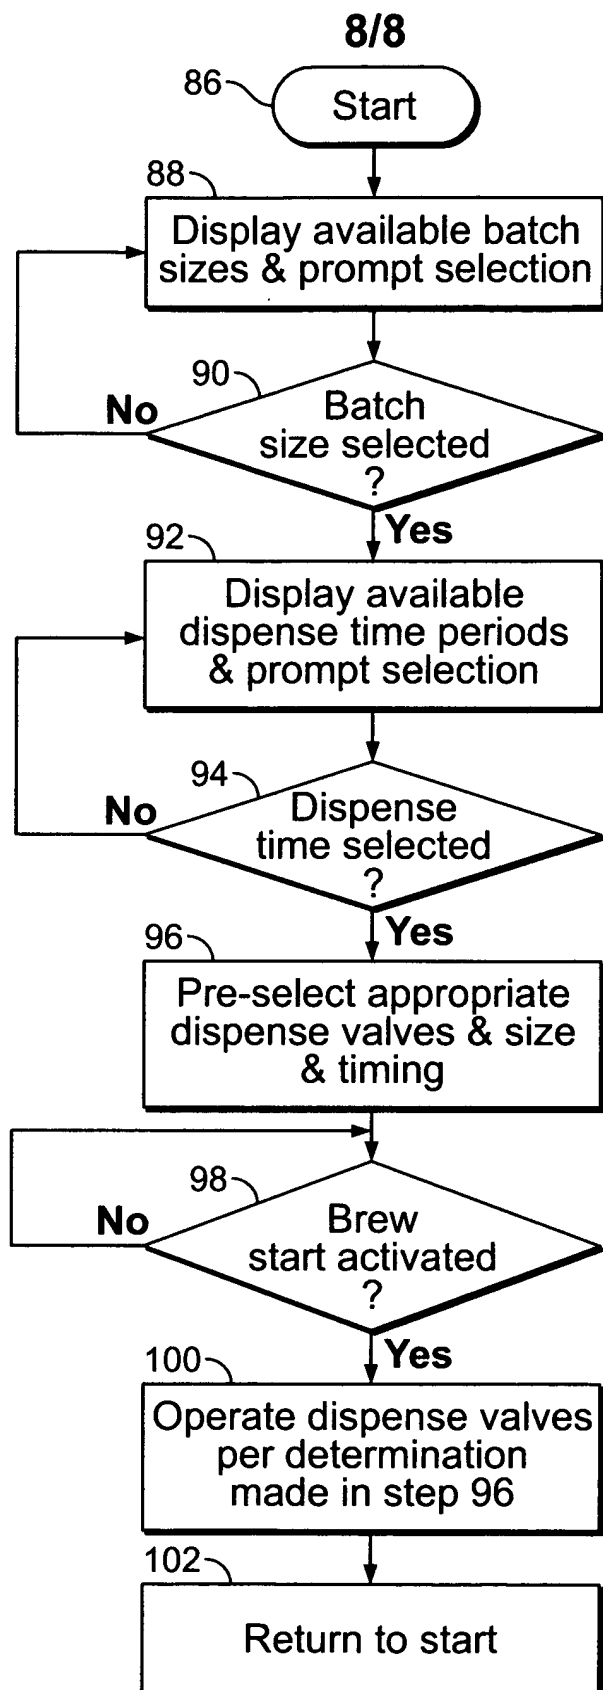 8/8
86
Start
88
Display available batch
sizes & prompt selection
90
No
Batch
size selected
?
Yes
92
Display available
dispense time periods
& prompt selection
94
No
Dispense
time selected
?
Yes
96
Pre-select appropriate
dispense valves & size
& timing
98
No
Brew
start activated
?
Yes
100
Operate dispense valves
per determination
made in step 96
102
Return to start